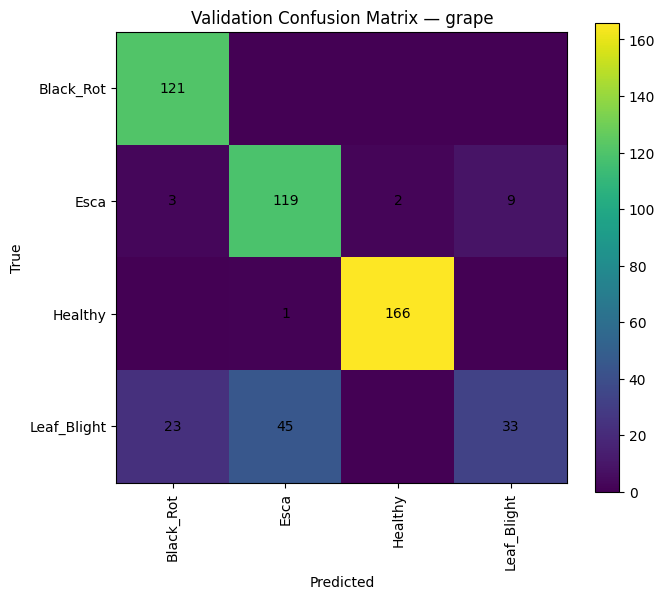 Validation Confusion Matrix — grape
160
140
120
100
80
60
40
20
0
True
Black_Rot
121
Esca
3 119 2 9
Healthy
1 166
Leaf_Blight
23 45 33
Black_Rot
Esca
Healthy
Leaf_Blight
Predicted